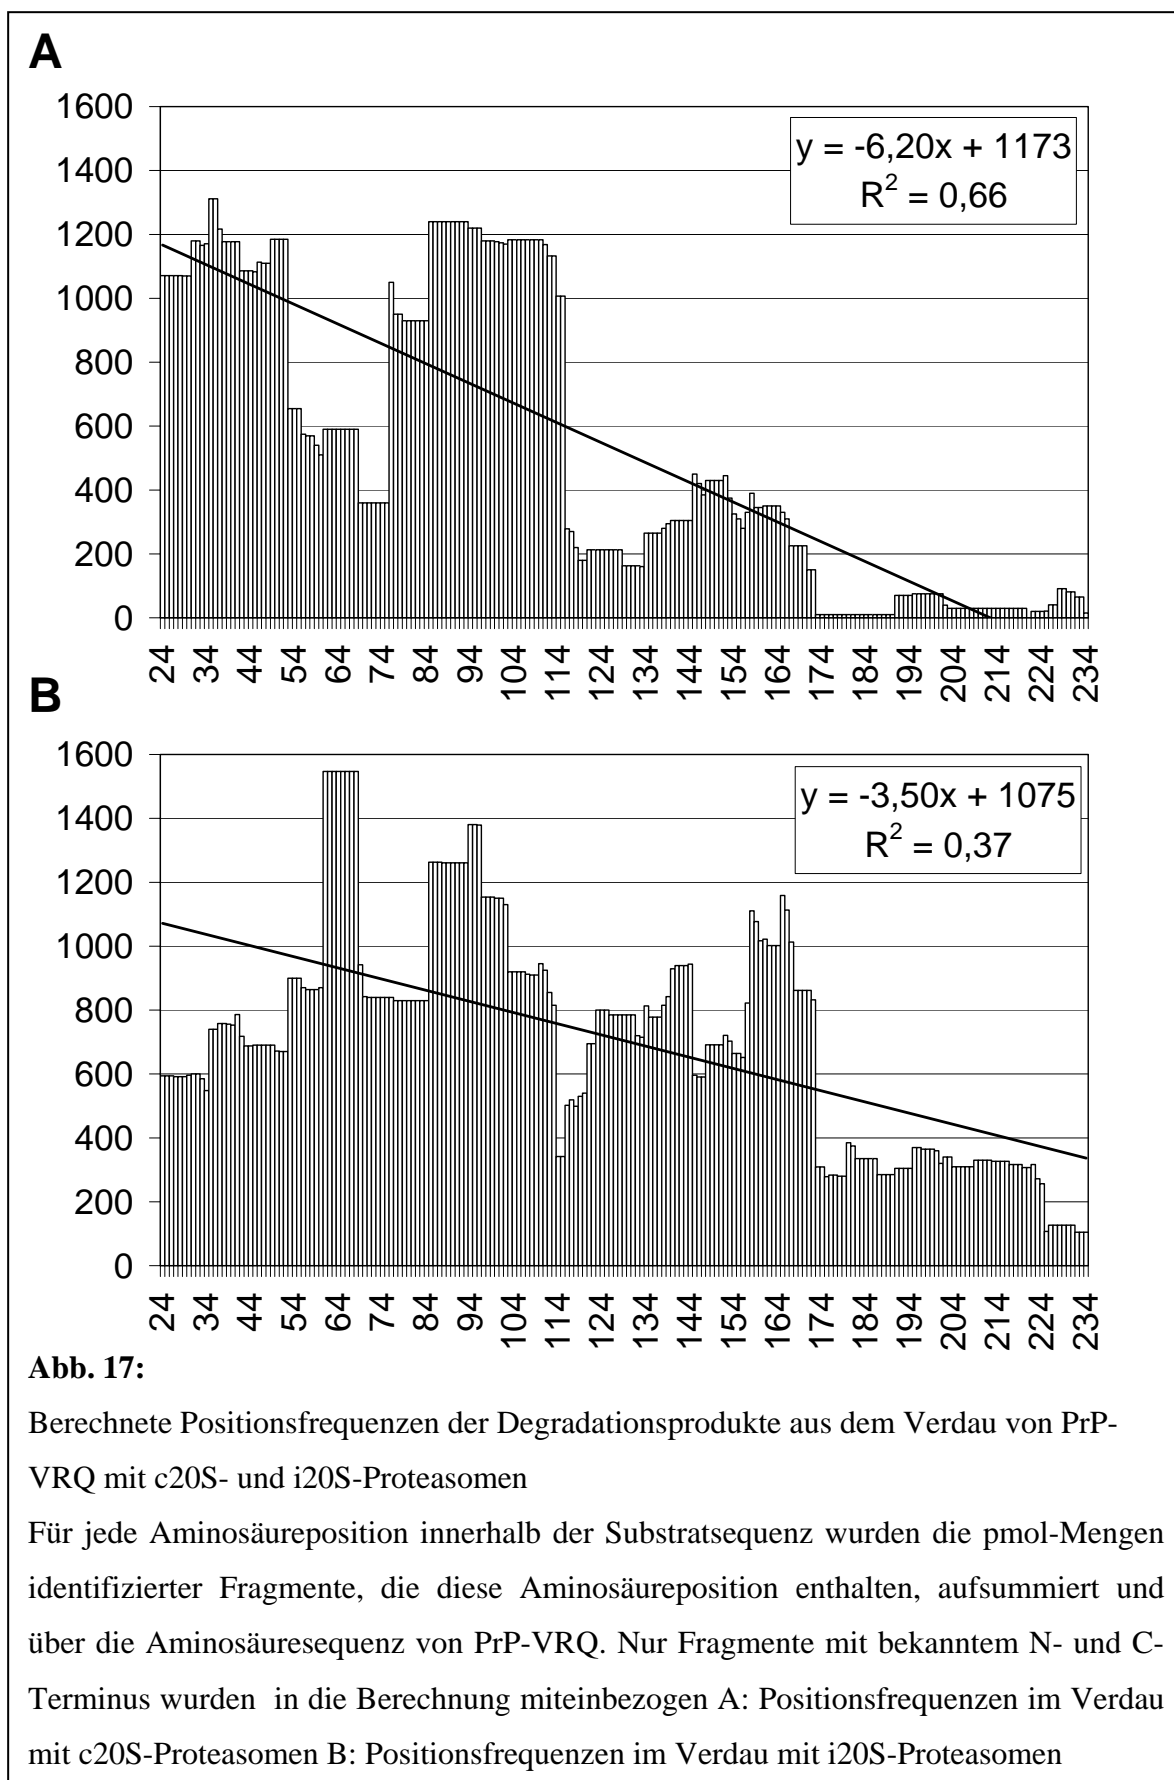 A
1600
1400
1200
1000
800
600
400
200
0
y = -6,20x + 1173
R² = 0,66
24 34 44 54 64 74 84 94 104 114 124 134 144 154 164 174 184 194 204 214 224 234
B
1600
1400
1200
1000
800
600
400
200
0
y = -3,50x + 1075
R² = 0,37
24 34 44 54 64 74 84 94 104 114 124 134 144 154 164 174 184 194 204 214 224 234
Abb. 17:
Berechnete Positionsfrequenzen der Degradationsprodukte aus dem Verdau von PrP-
VRQ mit c20S- und i20S-Proteasomen
Für jede Aminosäureposition innerhalb der Substratsequenz wurden die pmol-Mengen
identifizierter Fragmente, die diese Aminosäureposition enthalten, aufsummiert und
über die Aminosäuresequenz von PrP-VRQ. Nur Fragmente mit bekanntem N- und C-
Terminus wurden in die Berechnung miteinbezogen A: Positionsfrequenzen im Verdau
mit c20S-Proteasomen B: Positionsfrequenzen im Verdau mit i20S-Proteasomen